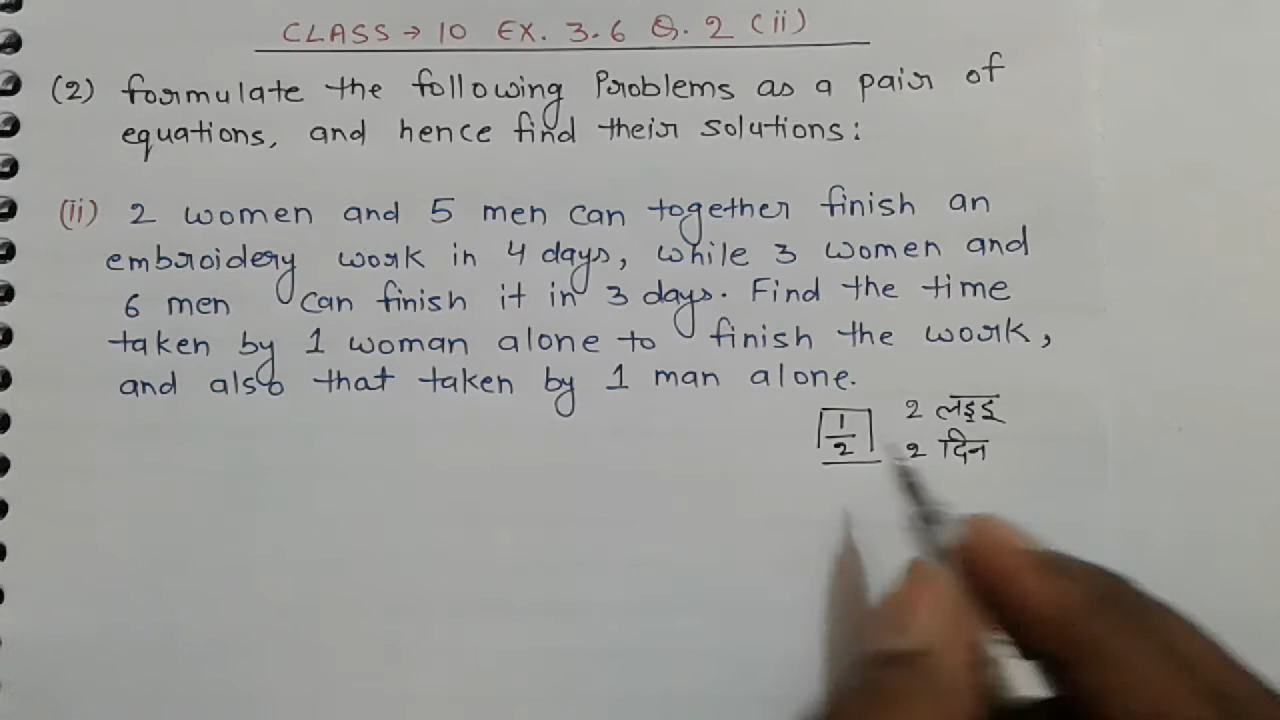 CLASS → 10 EX. 3.6 Q. 2 (ii)
(2) formulate the following Problems as a pair of
equations, and hence find their solutions:
(ii) 2 women and 5 men can together finish an
embroidery work in 4 days, while 3 women and
6 men can finish it in 3 days. Find the time
taken by 1 woman alone to finish the work,
and also that taken by 1 man alone.
1/2
2 लड्डू
2 दिन